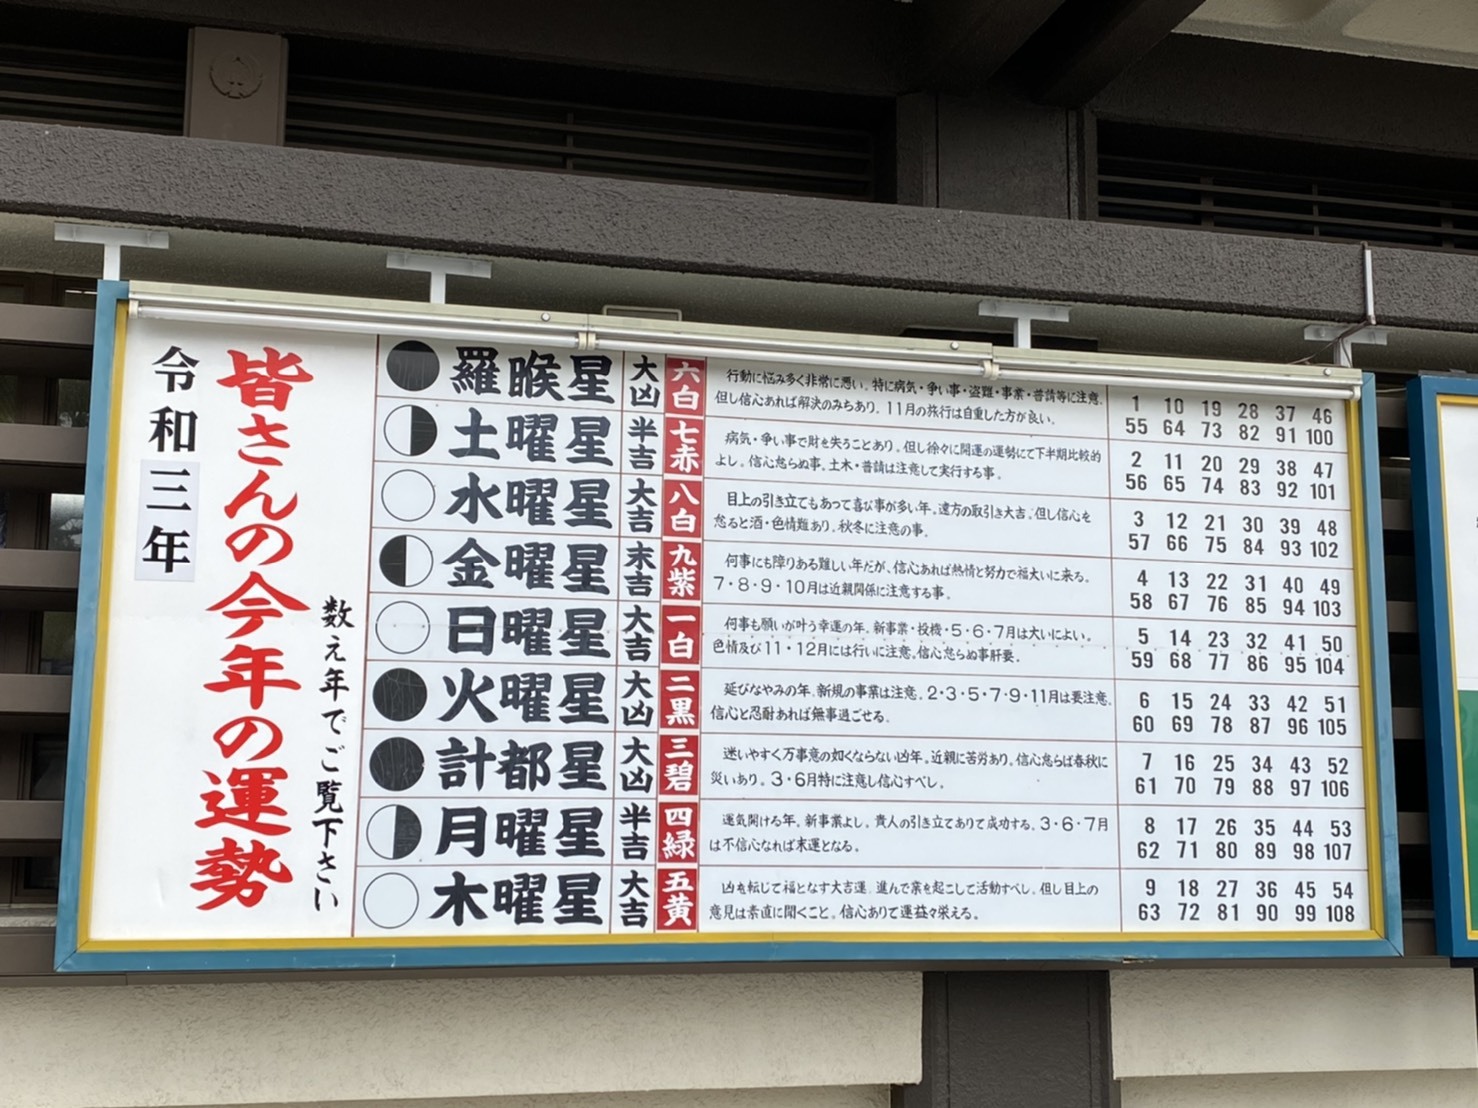 令和三年
皆さんの今年の運勢
数え年でご覧下さい
羅睺星 大凶 六白
行動に悩み多く非常に悪い。特に病気・争い事・盗難・事業・普請等に注意。
但し信心あれば解決のみちあり。11月の旅行は自重した方が良い。
1 10 19 28 37 46
55 64 73 82 91 100
土曜星 半吉 七赤
病気・争い事で財を失うことあり。但し徐々に開運の運勢にて下半期比較的
よし。信心怠らぬ事。土木・普請は注意して実行する事。
2 11 20 29 38 47
56 65 74 83 92 101
水曜星 大吉 八白
目上の引き立てもあって喜び事が多い年。遠方の取引き大吉。但し信心を
怠ると酒・色情難あり。秋冬に注意の事。
3 12 21 30 39 48
57 66 75 84 93 102
金曜星 末吉 九紫
何事にも障りある難しい年だが、信心あれば熱情と努力で福大いに来る。
7・8・9・10月は近親関係に注意する事。
4 13 22 31 40 49
58 67 76 85 94 103
日曜星 大吉 一白
何事も願いが叶う幸運の年。新事業・投機・5・6・7月は大いによい。
色情及び11・12月には行いに注意。信心怠らぬ事肝要。
5 14 23 32 41 50
59 68 77 86 95 104
火曜星 大凶 二黒
延びなやみの年。新規の事業は注意。2・3・5・7・9・11月は要注意。
信心と忍耐あれば無事過ごせる。
6 15 24 33 42 51
60 69 78 87 96 105
計都星 大凶 三碧
迷いやすく万事意の如くならない凶年。近親に苦労あり。信心怠らば春秋に
災いあり。3・6月特に注意し信心すべし。
7 16 25 34 43 52
61 70 79 88 97 106
月曜星 半吉 四緑
運気開ける年。新事業よし。貴人の引き立てありて成功する。3・6・7月
は不信心なれば末運となる。
8 17 26 35 44 53
62 71 80 89 98 107
木曜星 大吉 五黄
凶も転じて福となす大吉運。進んで業を起こして活動すべし。但し目上の
意見は素直に聞くこと。信心ありて運益々栄える。
9 18 27 36 45 54
63 72 81 90 99 108